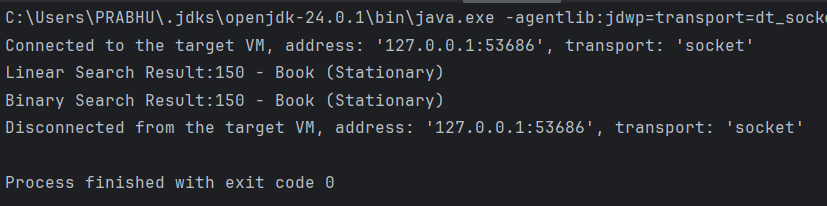 C:\Users\PRABHU\.jdks\openjdk-24.0.1\bin\java.exe -agentlib:jdwp=transport=dt_socke
Connected to the target VM, address: '127.0.0.1:53686', transport: 'socket'
Linear Search Result:150 - Book (Stationary)
Binary Search Result:150 - Book (Stationary)
Disconnected from the target VM, address: '127.0.0.1:53686', transport: 'socket'
Process finished with exit code 0